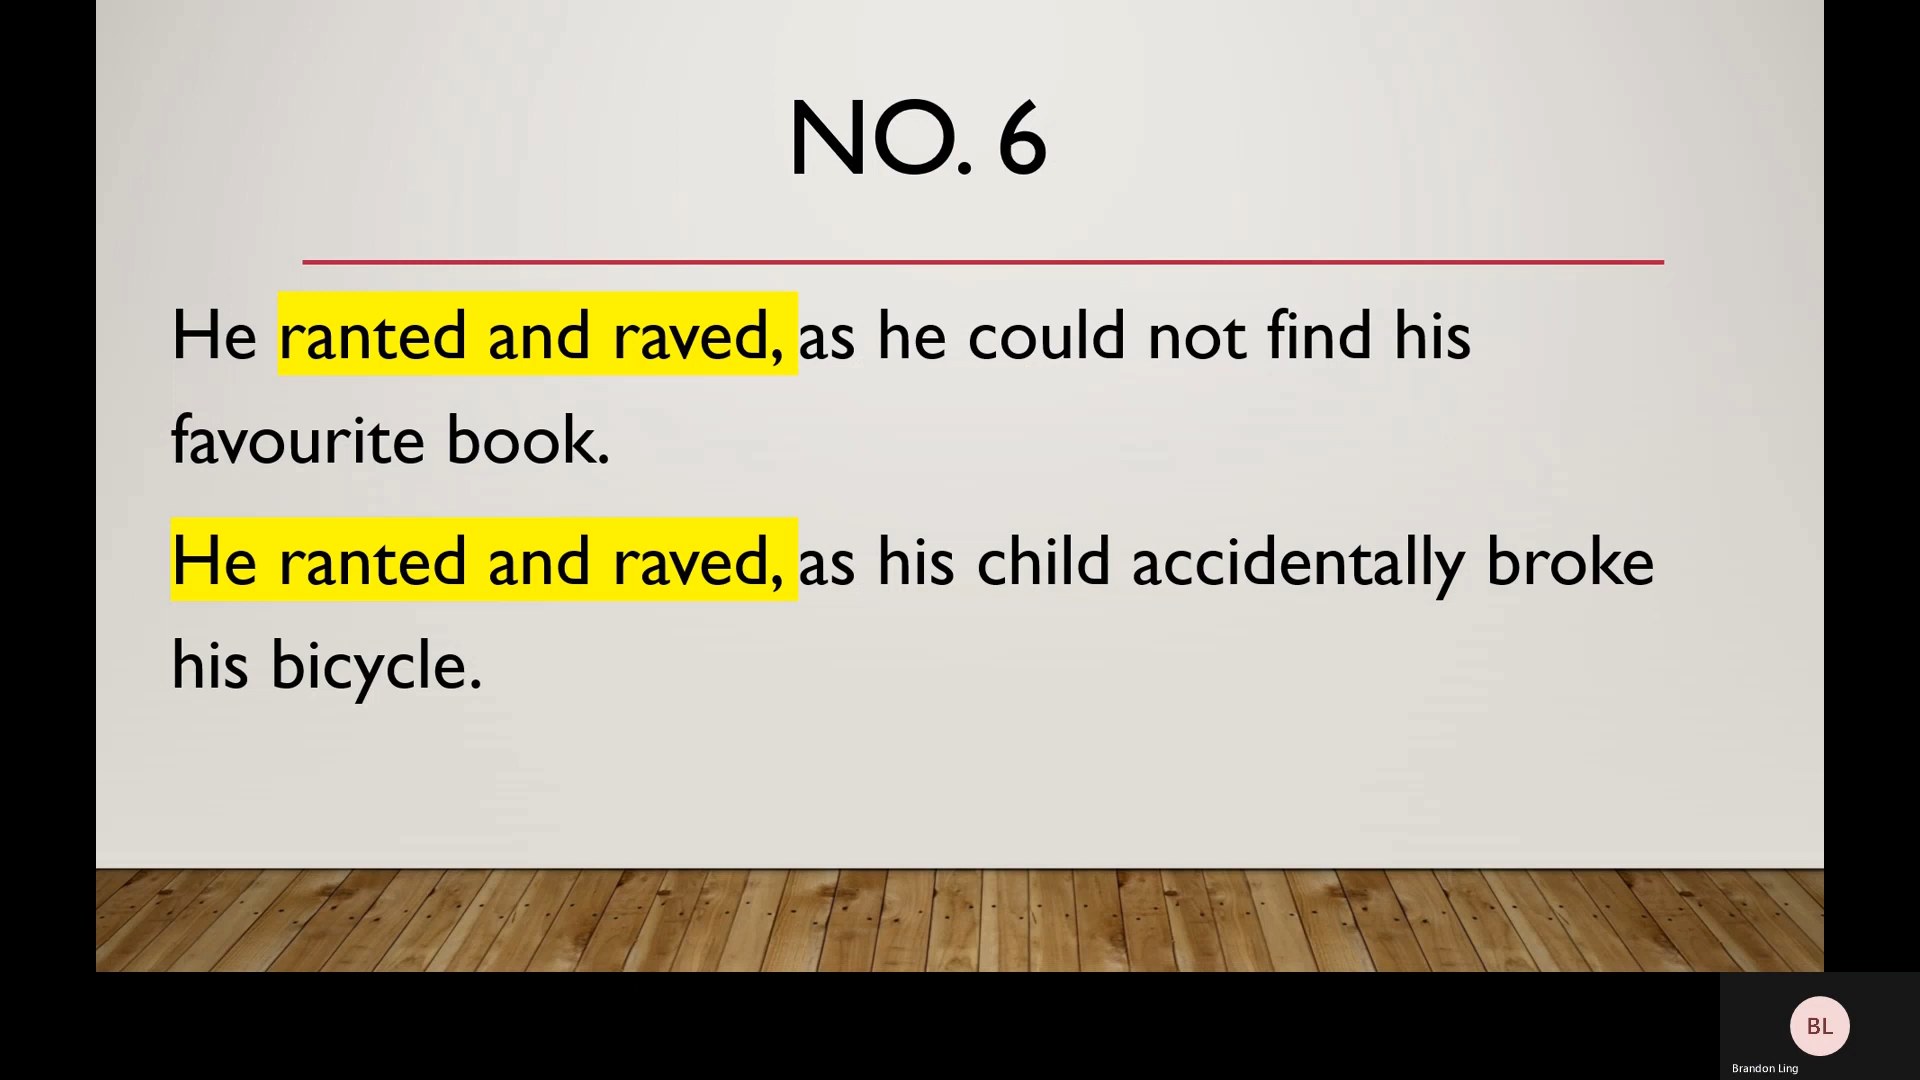 NO. 6
He ranted and raved, as he could not find his
favourite book.
He ranted and raved, as his child accidentally broke
his bicycle.
BL
Brandon Ling